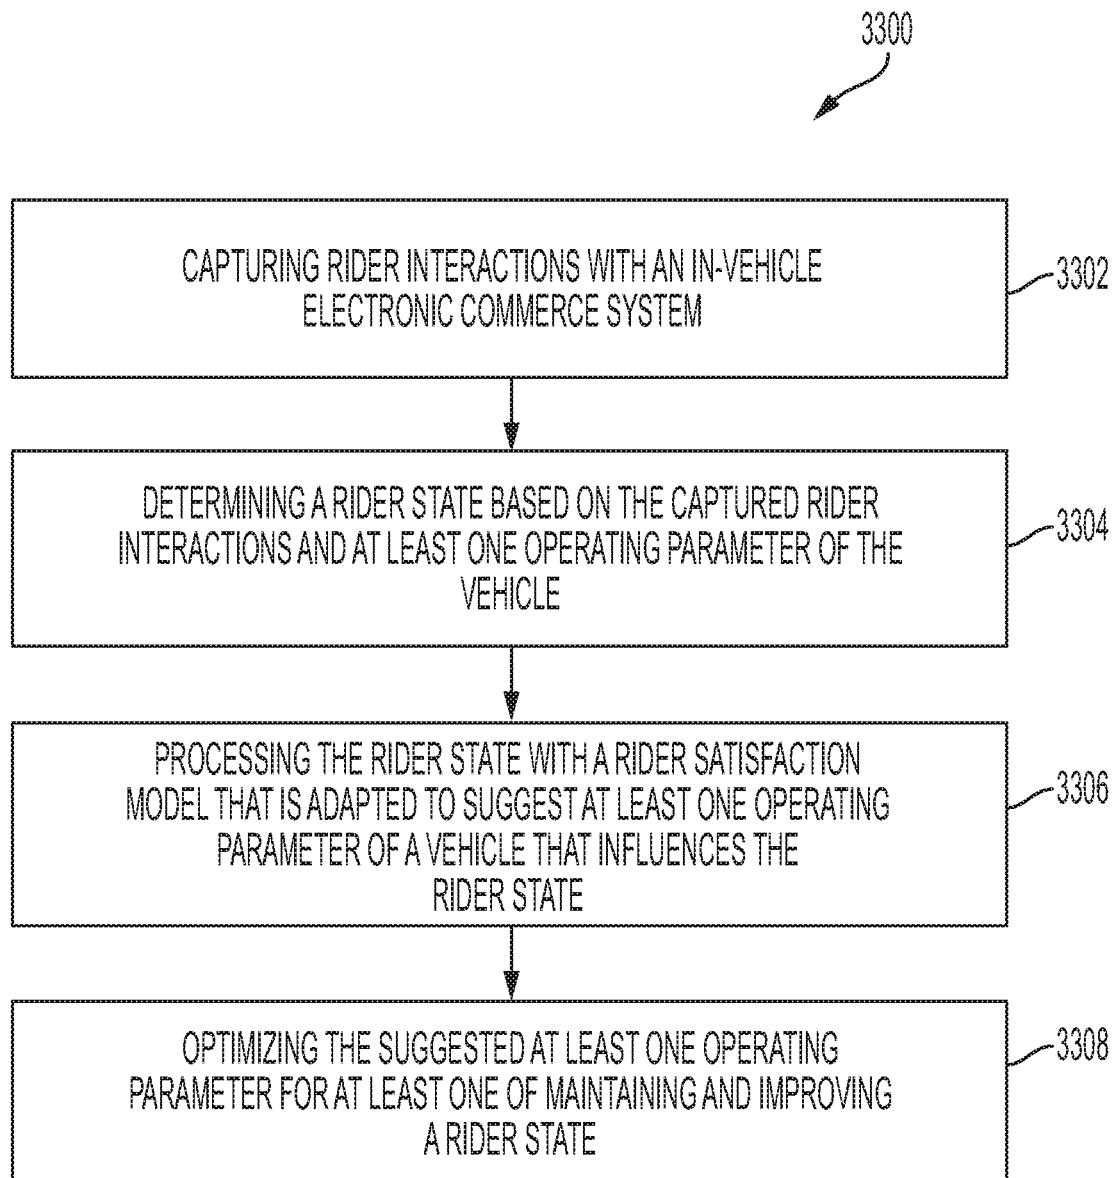 3300
CAPTURING RIDER INTERACTIONS WITH AN IN-VEHICLE
ELECTRONIC COMMERCE SYSTEM
3302
DETERMINING A RIDER STATE BASED ON THE CAPTURED RIDER
INTERACTIONS AND AT LEAST ONE OPERATING PARAMETER OF THE
VEHICLE
3304
PROCESSING THE RIDER STATE WITH A RIDER SATISFACTION
MODEL THAT IS ADAPTED TO SUGGEST AT LEAST ONE OPERATING
PARAMETER OF A VEHICLE THAT INFLUENCES THE
RIDER STATE
3306
OPTIMIZING THE SUGGESTED AT LEAST ONE OPERATING
PARAMETER FOR AT LEAST ONE OF MAINTAINING AND IMPROVING
A RIDER STATE
3308